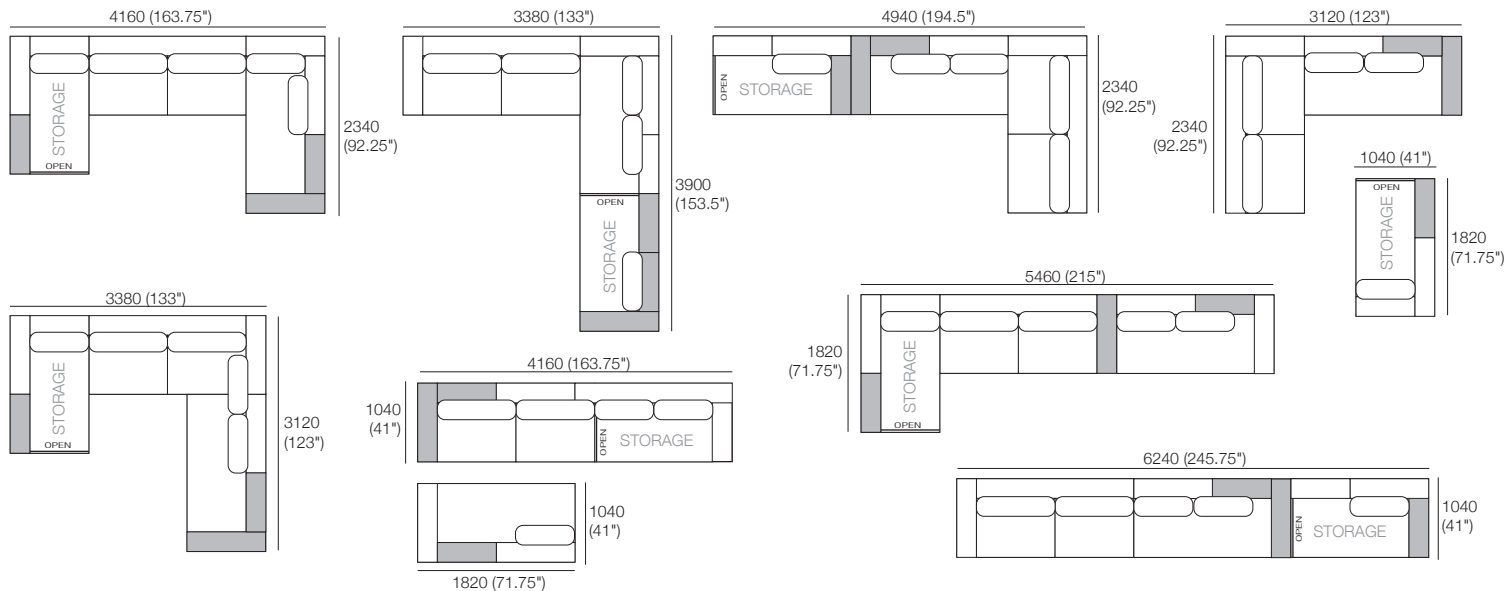 4160 (163.75")
STORAGE
OPEN
2340
(92.25")
3380 (133")
3900
(153.5")
OPEN
STORAGE
4940 (194.5")
OPEN
STORAGE
2340
(92.25")
3120 (123")
2340
(92.25")
1040 (41")
OPEN
STORAGE
1820
(71.75")
3380 (133")
STORAGE
OPEN
3120
(123")
4160 (163.75")
1040
(41")
OPEN
STORAGE
1040
(41")
1820 (71.75")
5460 (215")
1820
(71.75")
STORAGE
OPEN
6240 (245.75")
OPEN
STORAGE
1040
(41")